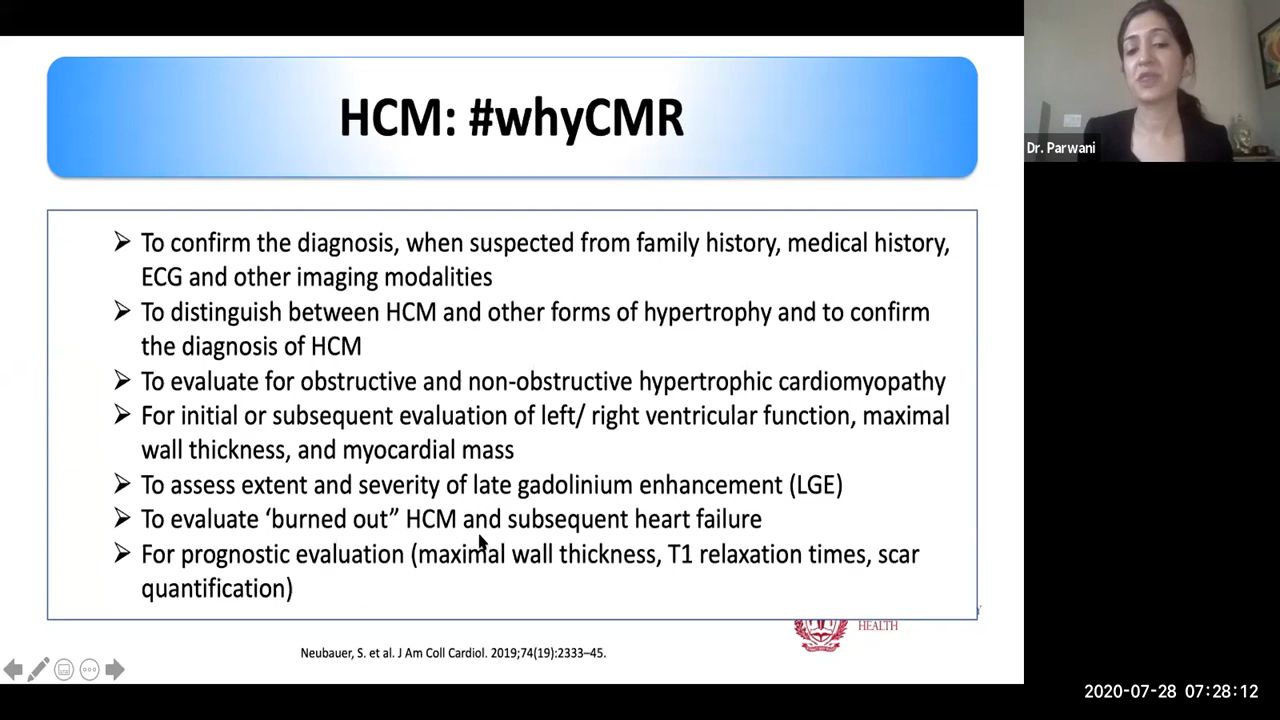 HCM: #whyCMR
Dr. Parwani
➢ To confirm the diagnosis, when suspected from family history, medical history,
ECG and other imaging modalities
➢ To distinguish between HCM and other forms of hypertrophy and to confirm
the diagnosis of HCM
➢ To evaluate for obstructive and non-obstructive hypertrophic cardiomyopathy
➢ For initial or subsequent evaluation of left/ right ventricular function, maximal
wall thickness, and myocardial mass
➢ To assess extent and severity of late gadolinium enhancement (LGE)
➢ To evaluate ‘burned out” HCM and subsequent heart failure
➢ For prognostic evaluation (maximal wall thickness, T1 relaxation times, scar
quantification)
HEALTH
Neubauer, S. et al. J Am Coll Cardiol. 2019;74(19):2333–45.
2020-07-28 07:28:12